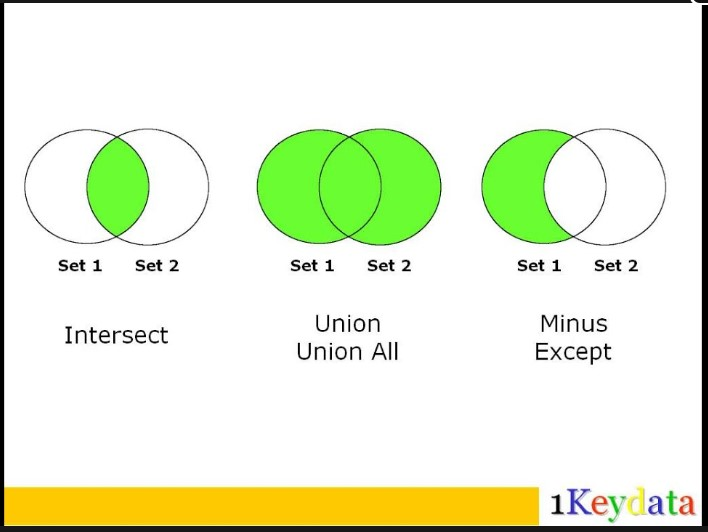 Set 1 Set 2
Set 1 Set 2
Set 1 Set 2
Intersect
Union
Union All
Minus
Except
1Keydata